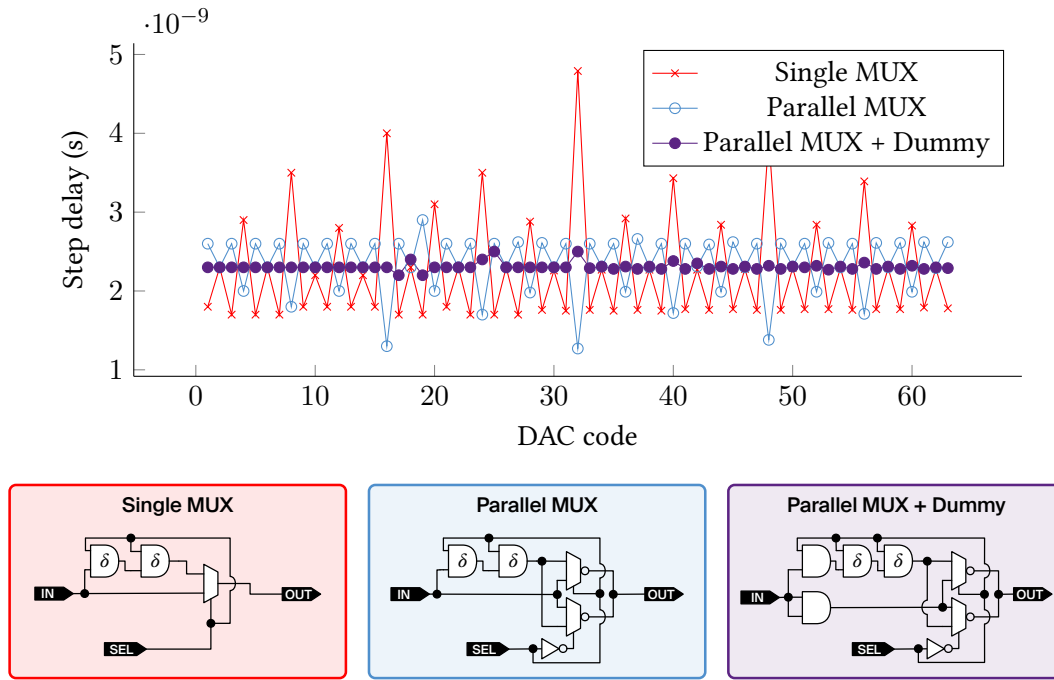 ·10⁻⁹
5
4
3
2
1
Step delay (s)
0
10
20
30
40
50
60
DAC code
Single MUX
Parallel MUX
Parallel MUX + Dummy
Single MUX
δ
δ
IN
OUT
SEL
Parallel MUX
δ
δ
IN
OUT
SEL
Parallel MUX + Dummy
δ
δ
IN
OUT
SEL